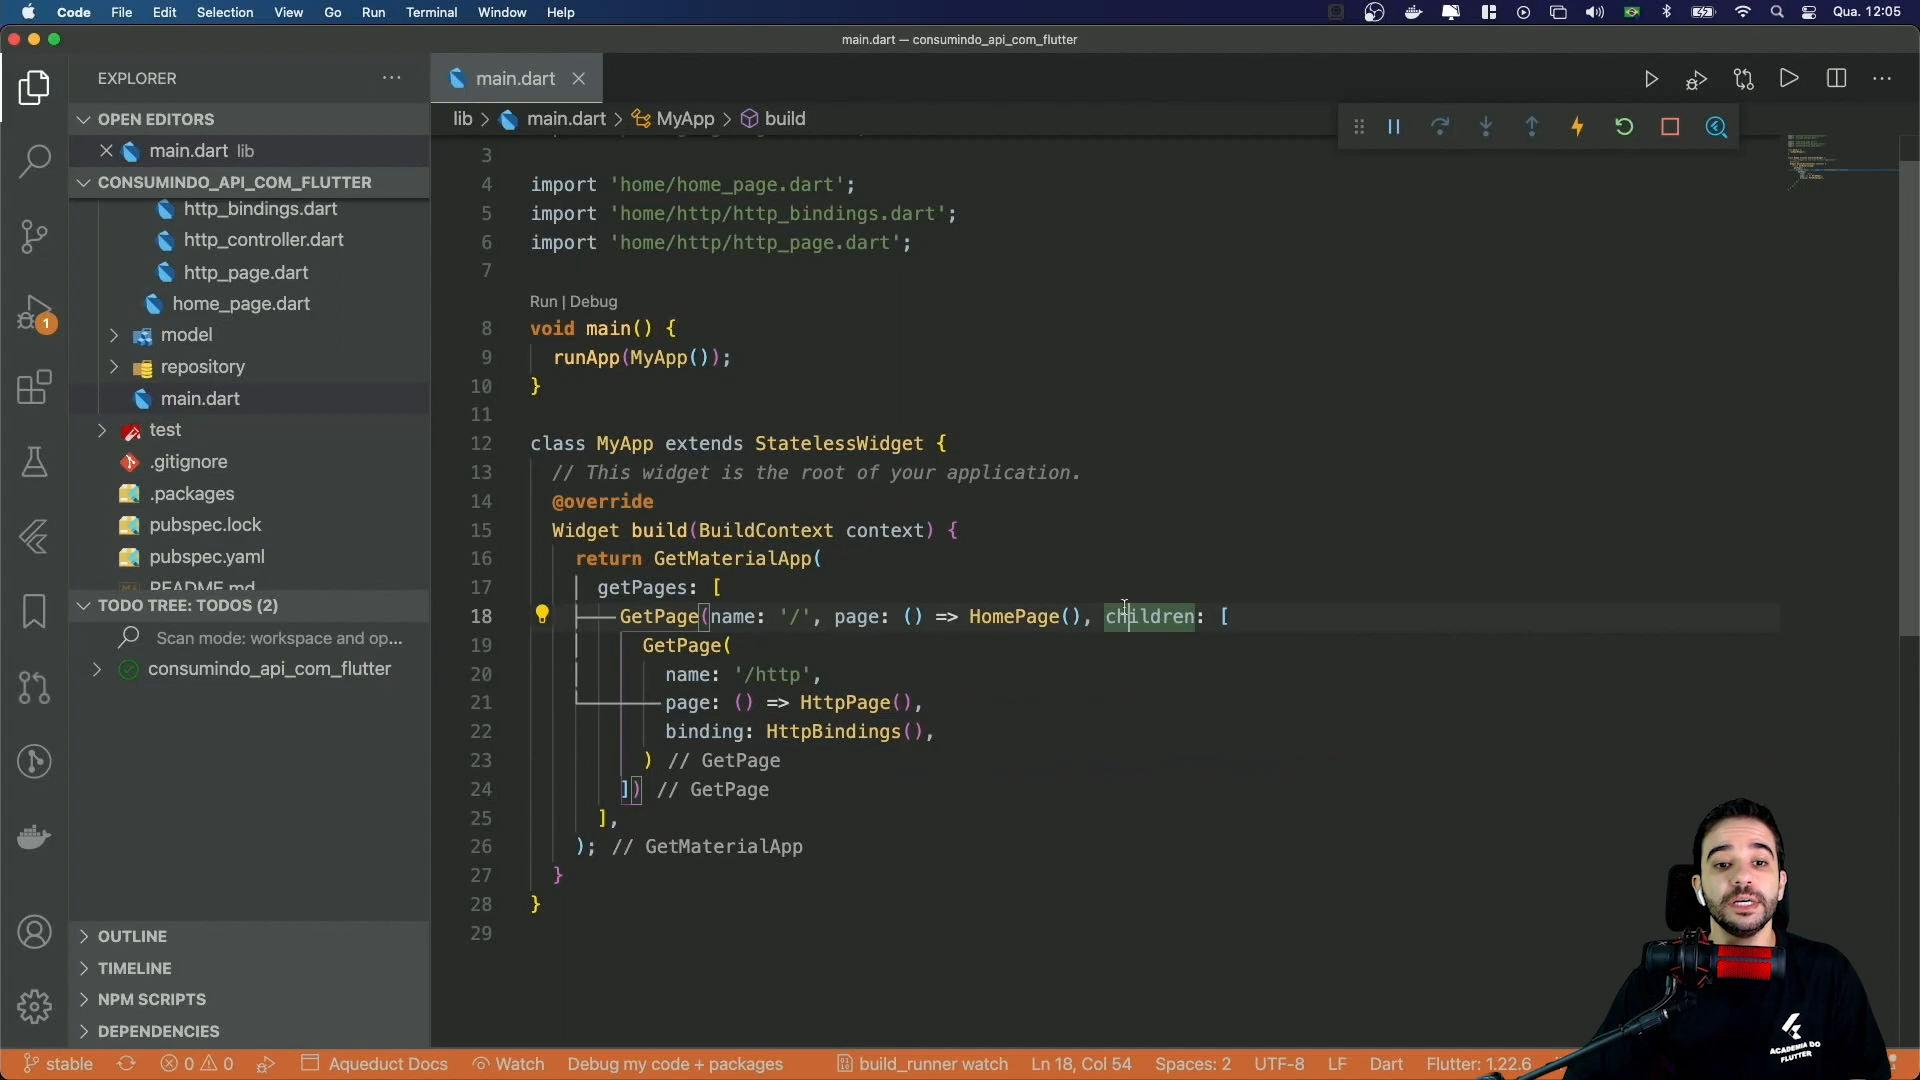 Code File Edit Selection View Go Run Terminal Window Help Qua. 12:05
main.dart — consumindo_api_com_flutter
EXPLORER
OPEN EDITORS
main.dart lib
CONSUMINDO_API_COM_FLUTTER
http_bindings.dart
http_controller.dart
http_page.dart
home_page.dart
model
repository
main.dart
test
.gitignore
.packages
pubspec.lock
pubspec.yaml
README.md
TODO TREE: TODOS (2)
Scan mode: workspace and op...
consumindo_api_com_flutter
OUTLINE
TIMELINE
NPM SCRIPTS
DEPENDENCIES
1
main.dart
lib > main.dart > MyApp > build
3
4 import 'home/home_page.dart';
5 import 'home/http/http_bindings.dart';
6 import 'home/http/http_page.dart';
7
Run | Debug
8 void main() {
9 runApp(MyApp());
10 }
11
12 class MyApp extends StatelessWidget {
13 // This widget is the root of your application.
14 @override
15 Widget build(BuildContext context) {
16 return GetMaterialApp(
17 getPages: [
18 GetPage(name: '/', page: () => HomePage(), children: [
19 GetPage(
20 name: '/http',
21 page: () => HttpPage(),
22 binding: HttpBindings(),
23 ) // GetPage
24 ]) // GetPage
25 ],
26 ); // GetMaterialApp
27 }
28 }
29
ACADEMIA DO
FLUTTER
stable 0 0 Aqueduct Docs Watch Debug my code + packages build_runner watch Ln 18, Col 54 Spaces: 2 UTF-8 LF Dart Flutter: 1.22.6